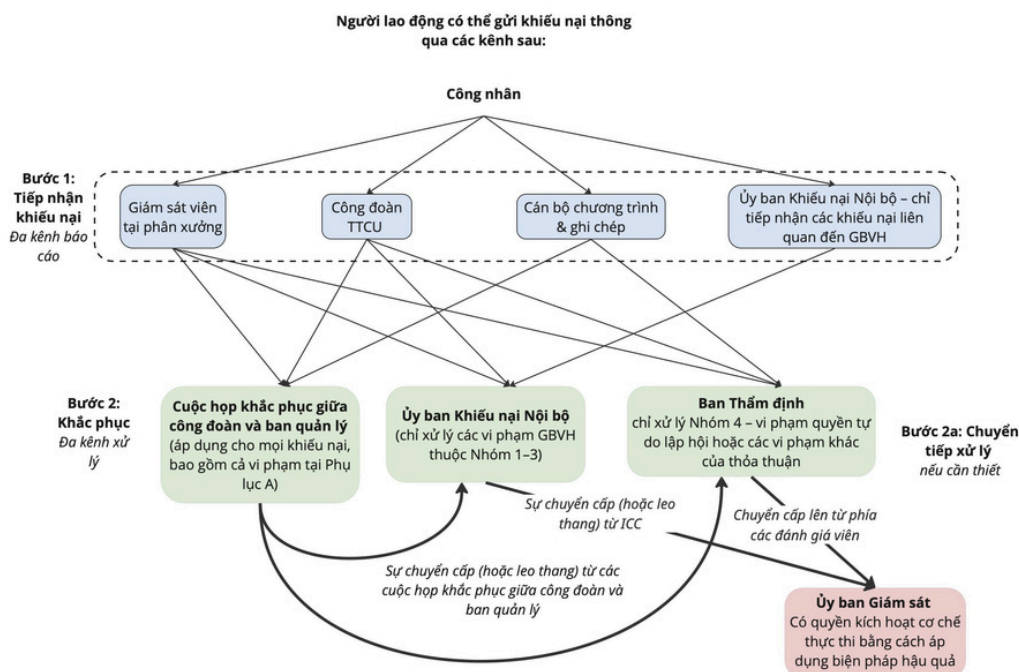 Người lao động có thể gửi khiếu nại thông
qua các kênh sau:
Công nhân
Bước 1:
Tiếp nhận
khiếu nại
Đa kênh báo
cáo
Giám sát viên
tại phân xưởng
Công đoàn
TTCU
Cán bộ chương trình
& ghi chép
Ủy ban Khiếu nại Nội bộ – chỉ
tiếp nhận các khiếu nại liên
quan đến GBVH
Bước 2:
Khắc phục
Đa kênh xử
lý
Cuộc họp khắc phục giữa
công đoàn và ban quản lý
(áp dụng cho mọi khiếu nại,
bao gồm cả vi phạm tại Phụ
lục A)
Ủy ban Khiếu nại Nội bộ
(chỉ xử lý các vi phạm GBVH
thuộc Nhóm 1–3)
Ban Thẩm định
chỉ xử lý Nhóm 4 – vi phạm quyền tự
do lập hội hoặc các vi phạm khác
của thỏa thuận
Bước 2a: Chuyển
tiếp xử lý
nếu cần thiết
Sự chuyển cấp (hoặc leo
thang) từ ICC
Chuyển cấp lên từ phía
các đánh giá viên
Sự chuyển cấp (hoặc leo thang) từ các
cuộc họp khắc phục giữa công đoàn và
ban quản lý
Ủy ban Giám sát
Có quyền kích hoạt cơ chế
thực thi bằng cách áp
dụng biện pháp hậu quả